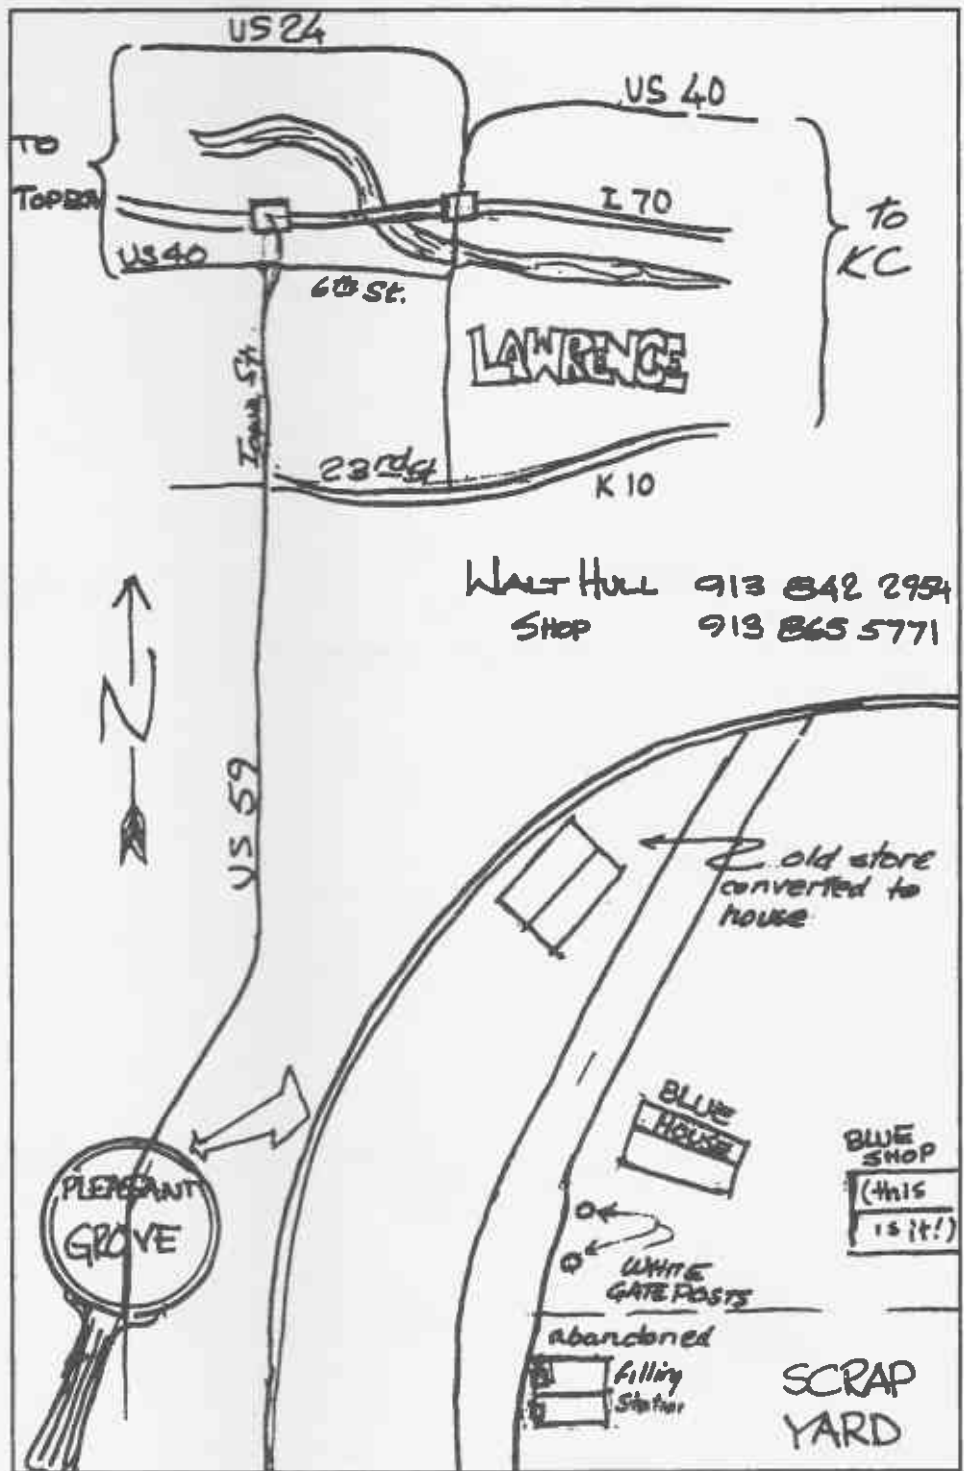 US 24
US 40
TO
TOPEKA
I 70
TO
KC
US 40
6th St.
LAWRENCE
Iowa St.
23rd St
K 10
WALT HULL 913 842 2954
SHOP 913 865 5771
N
US 59
old store
converted to
house
BLUE
HOUSE
BLUE
SHOP
(this
is it!)
PLEASANT
GROVE
WHITE
GATE POSTS
abandoned
filling
station
SCRAP
YARD